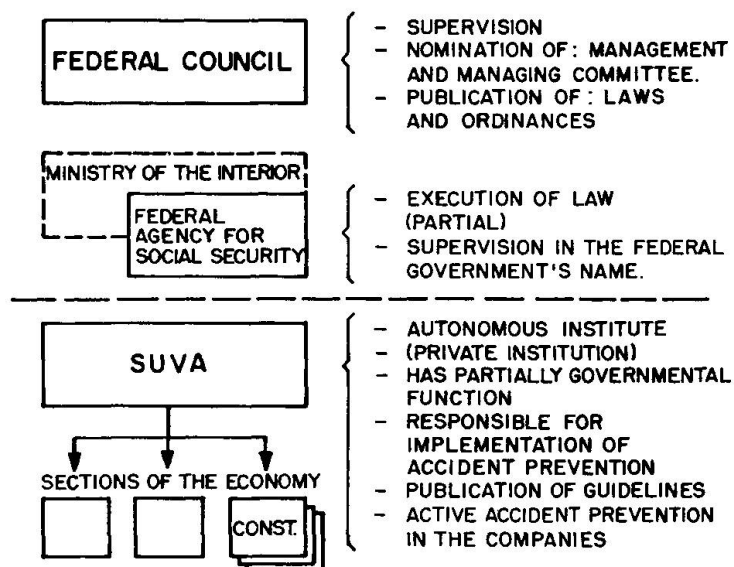 FEDERAL COUNCIL
- SUPERVISION
- NOMINATION OF: MANAGEMENT
AND MANAGING COMMITTEE.
- PUBLICATION OF: LAWS
AND ORDINANCES
MINISTRY OF THE INTERIOR
FEDERAL
AGENCY FOR
SOCIAL SECURITY
- EXECUTION OF LAW
(PARTIAL)
- SUPERVISION IN THE FEDERAL
GOVERNMENT'S NAME.
SUVA
- AUTONOMOUS INSTITUTE
- (PRIVATE INSTITUTION)
- HAS PARTIALLY GOVERNMENTAL
FUNCTION
- RESPONSIBLE FOR
IMPLEMENTATION OF
ACCIDENT PREVENTION
- PUBLICATION OF GUIDELINES
- ACTIVE ACCIDENT PREVENTION
IN THE COMPANIES
SECTIONS OF THE ECONOMY
CONST.